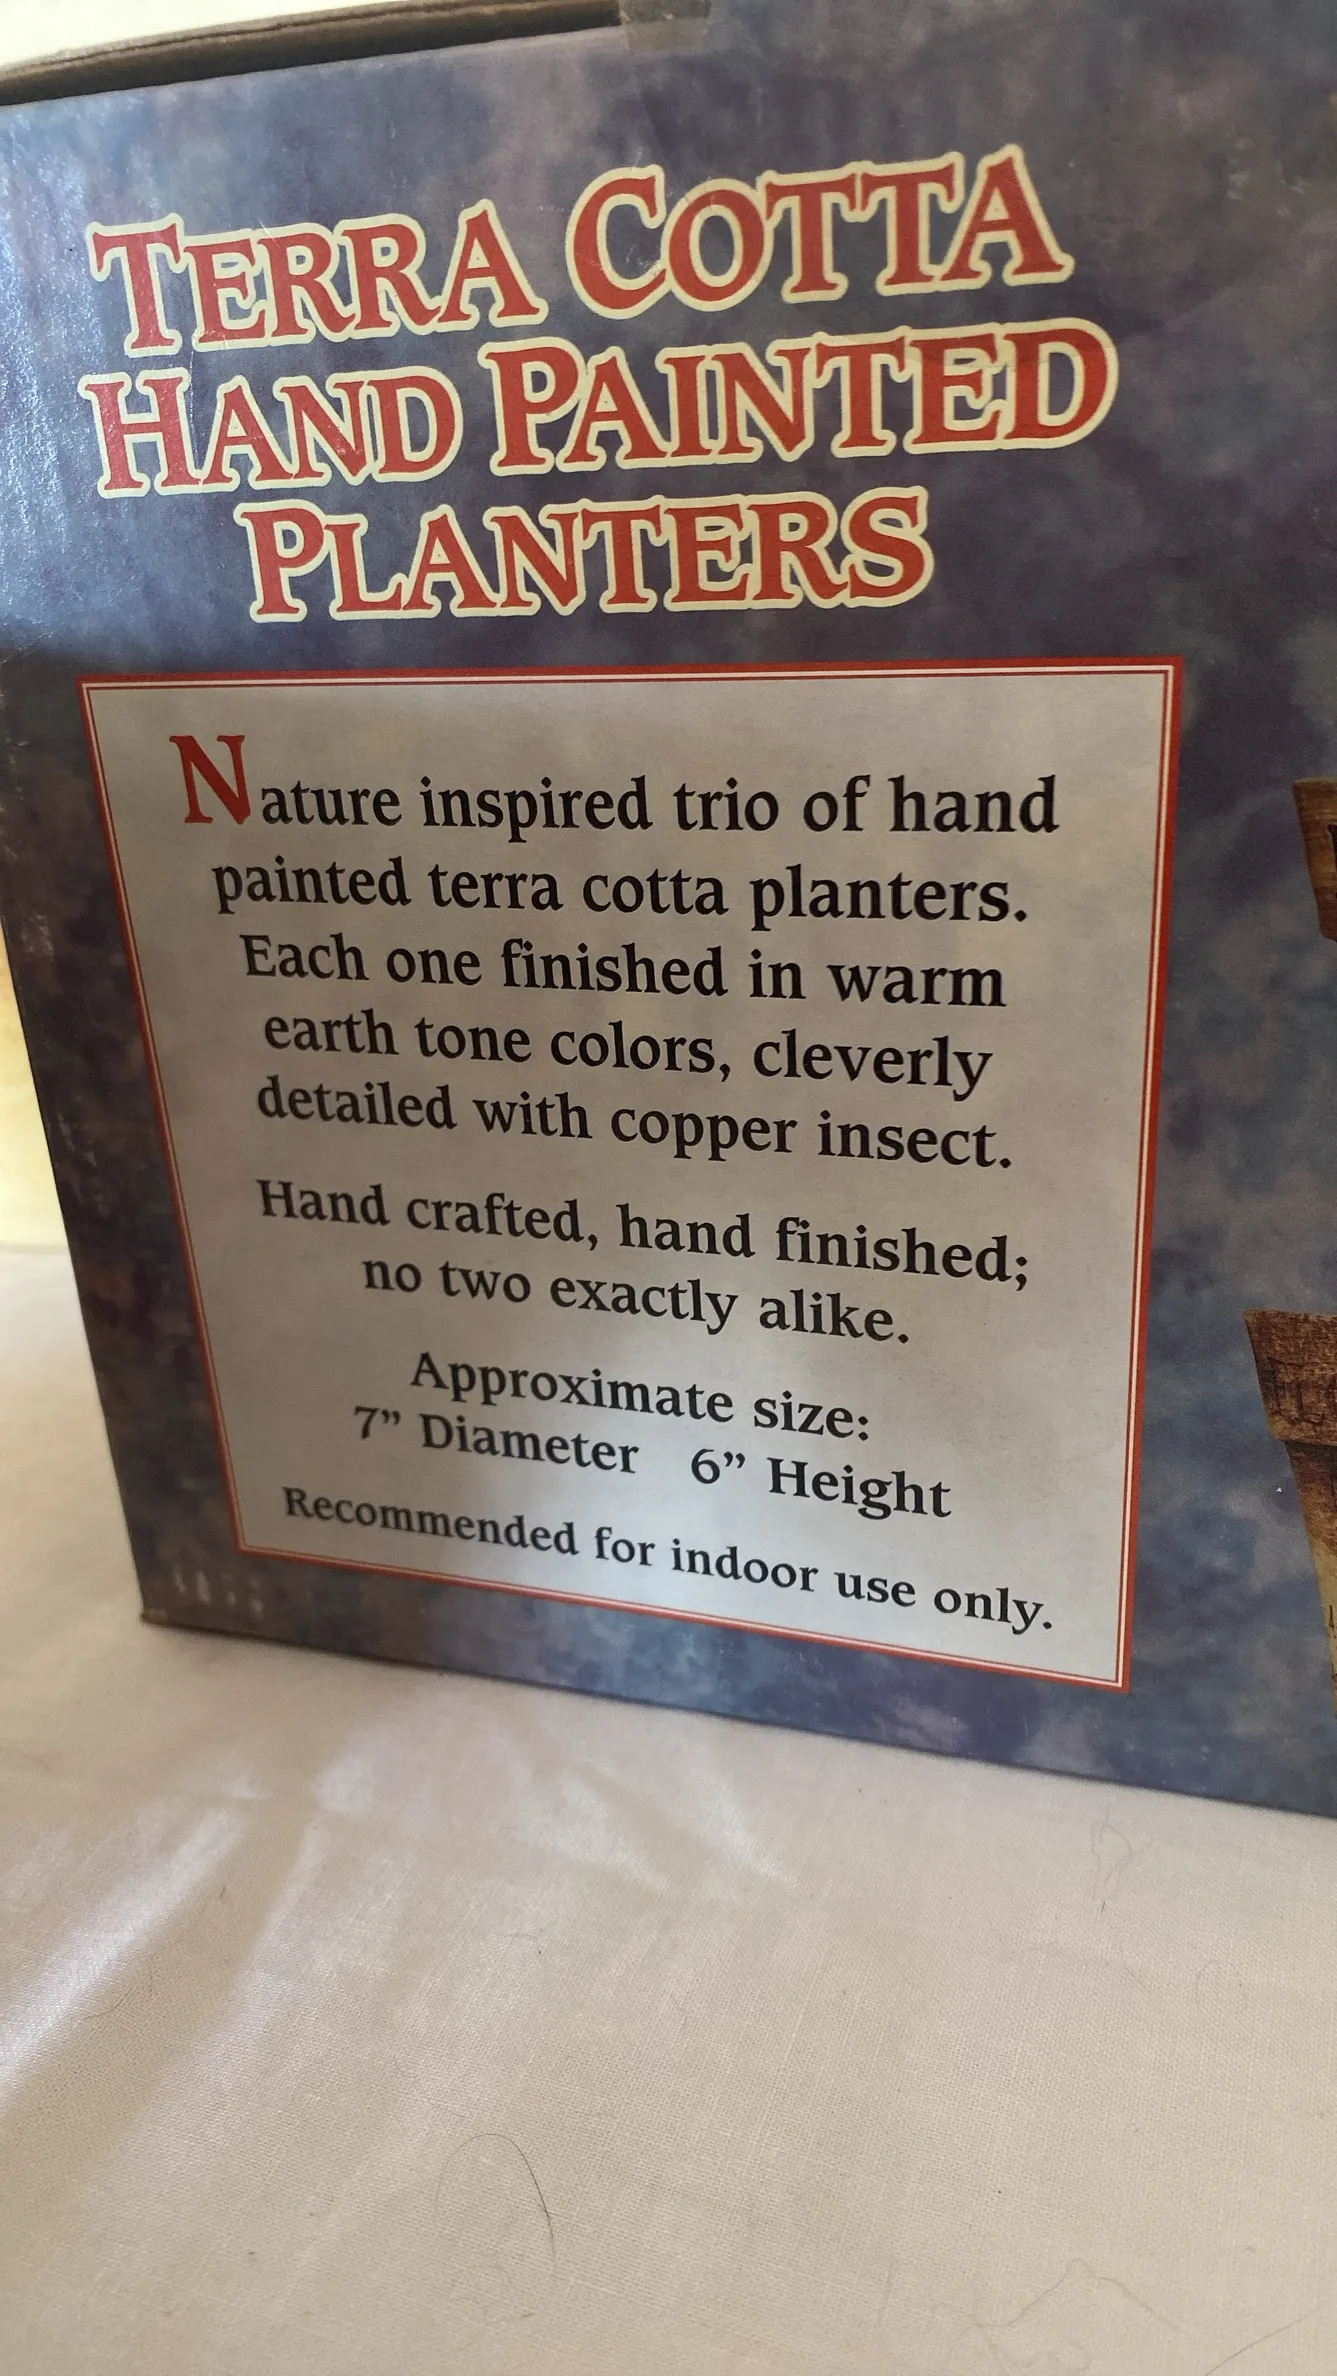 TERRA COTTA
HAND PAINTED
PLANTERS
Nature inspired trio of hand
painted terra cotta planters.
Each one finished in warm
earth tone colors, cleverly
detailed with copper insect.
Hand crafted, hand finished;
no two exactly alike.
Approximate size:
7” Diameter 6” Height
Recommended for indoor use only.